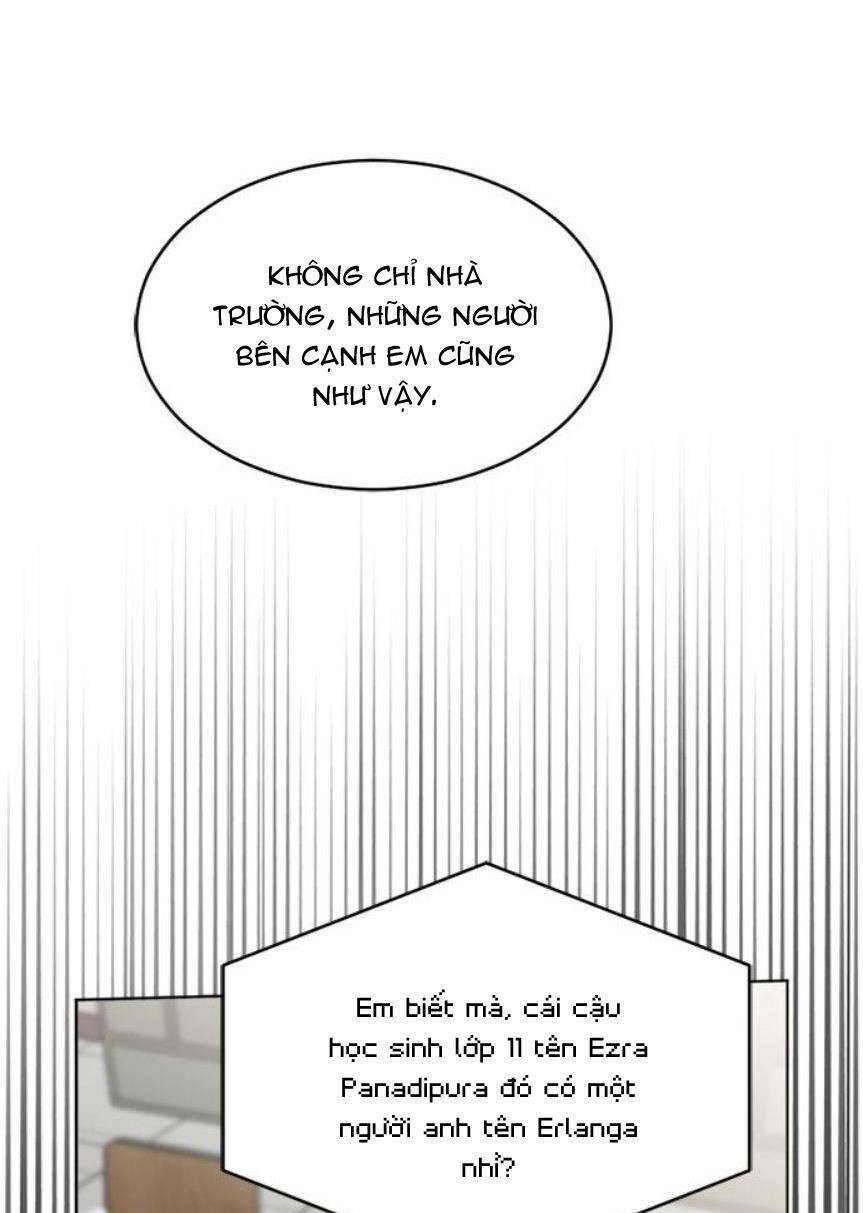 KHÔNG CHỈ NHÀ
TRƯỜNG, NHỮNG NGƯỜI
BÊN CẠNH EM CŨNG
NHƯ VẬY.
Em biết mà, cái cậu
học sinh lớp 11 tên Ezra
Panadipura đó có một
người anh tên Erlanga
nhỉ?